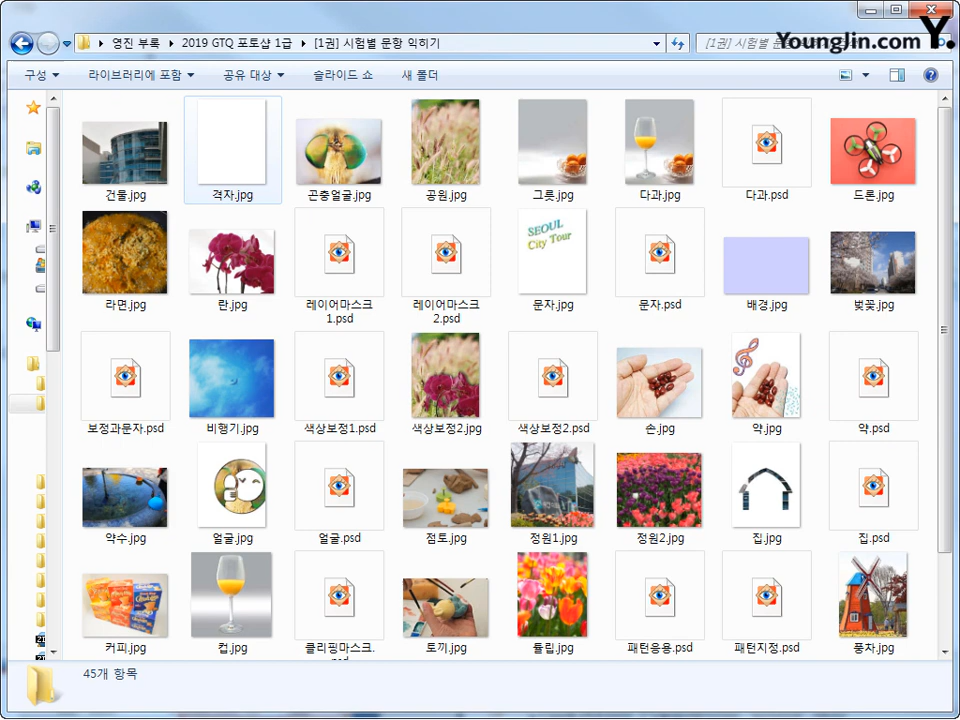 YoungJin.com Y.
영진 부록 ▸ 2019 GTQ 포토샵 1급 ▸ [1권] 시험별 문항 익히기
[1권] 시험별 문
구성 라이브러리에 포함 공유 대상 슬라이드 쇼 새 폴더
건물.jpg 격자.jpg 곤충얼굴.jpg 공원.jpg 그릇.jpg 다과.jpg 다과.psd 드론.jpg
SEOUL
City Tour
라면.jpg 란.jpg 레이어마스크 레이어마스크 문자.jpg 문자.psd 배경.jpg 벚꽃.jpg
1.psd 2.psd
보정과문자.psd 비행기.jpg 색상보정1.psd 색상보정2.jpg 색상보정2.psd 손.jpg 약.jpg 약.psd
약수.jpg 얼굴.jpg 얼굴.psd 점토.jpg 정원1.jpg 정원2.jpg 집.jpg 집.psd
커피.jpg 컵.jpg 클리핑마스크. 토끼.jpg 튤립.jpg 패턴응용.psd 패턴지정.psd 풍차.jpg
psd
45개 항목